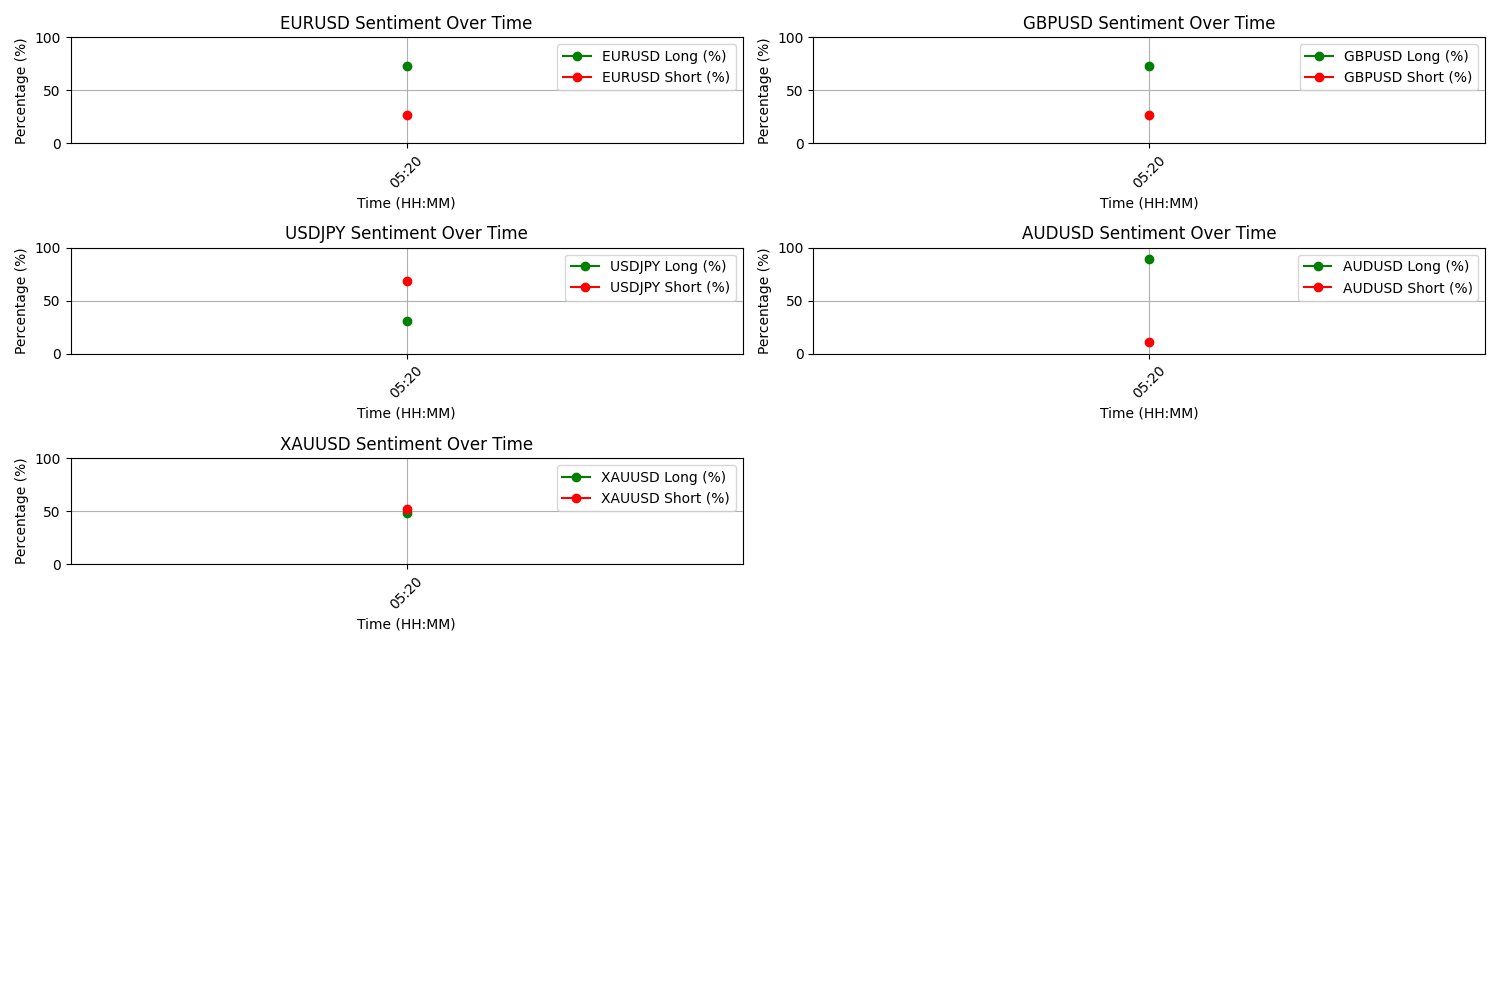 EURUSD Sentiment Over Time
Percentage (%)
100
50
0
EURUSD Long (%)
EURUSD Short (%)
05:20
Time (HH:MM)
GBPUSD Sentiment Over Time
Percentage (%)
100
50
0
GBPUSD Long (%)
GBPUSD Short (%)
05:20
Time (HH:MM)
USDJPY Sentiment Over Time
Percentage (%)
100
50
0
USDJPY Long (%)
USDJPY Short (%)
05:20
Time (HH:MM)
AUDUSD Sentiment Over Time
Percentage (%)
100
50
0
AUDUSD Long (%)
AUDUSD Short (%)
05:20
Time (HH:MM)
XAUUSD Sentiment Over Time
Percentage (%)
100
50
0
XAUUSD Long (%)
XAUUSD Short (%)
05:20
Time (HH:MM)